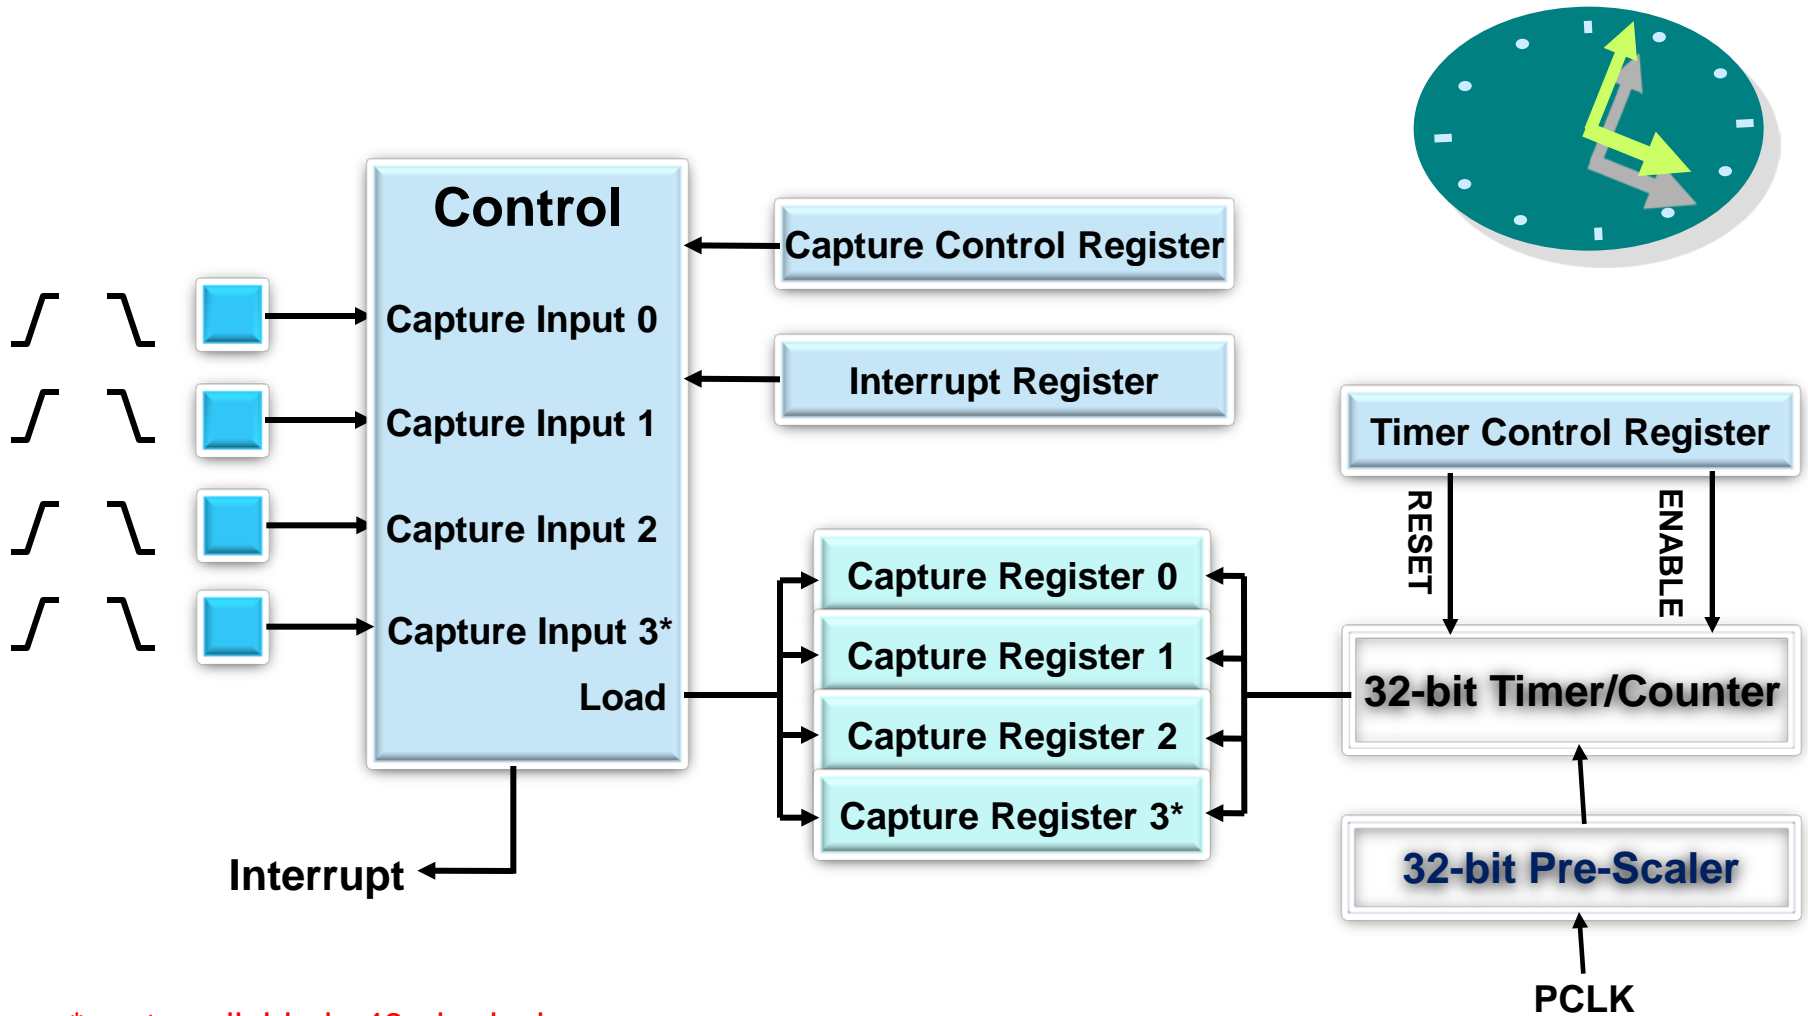 Control
Capture Control Register
Capture Input 0
Interrupt Register
Capture Input 1
Timer Control Register
RESET
ENABLE
Capture Input 2
Capture Register 0
Capture Input 3*
Capture Register 1
Load
32-bit Timer/Counter
Capture Register 2
Capture Register 3*
Interrupt
32-bit Pre-Scaler
PCLK